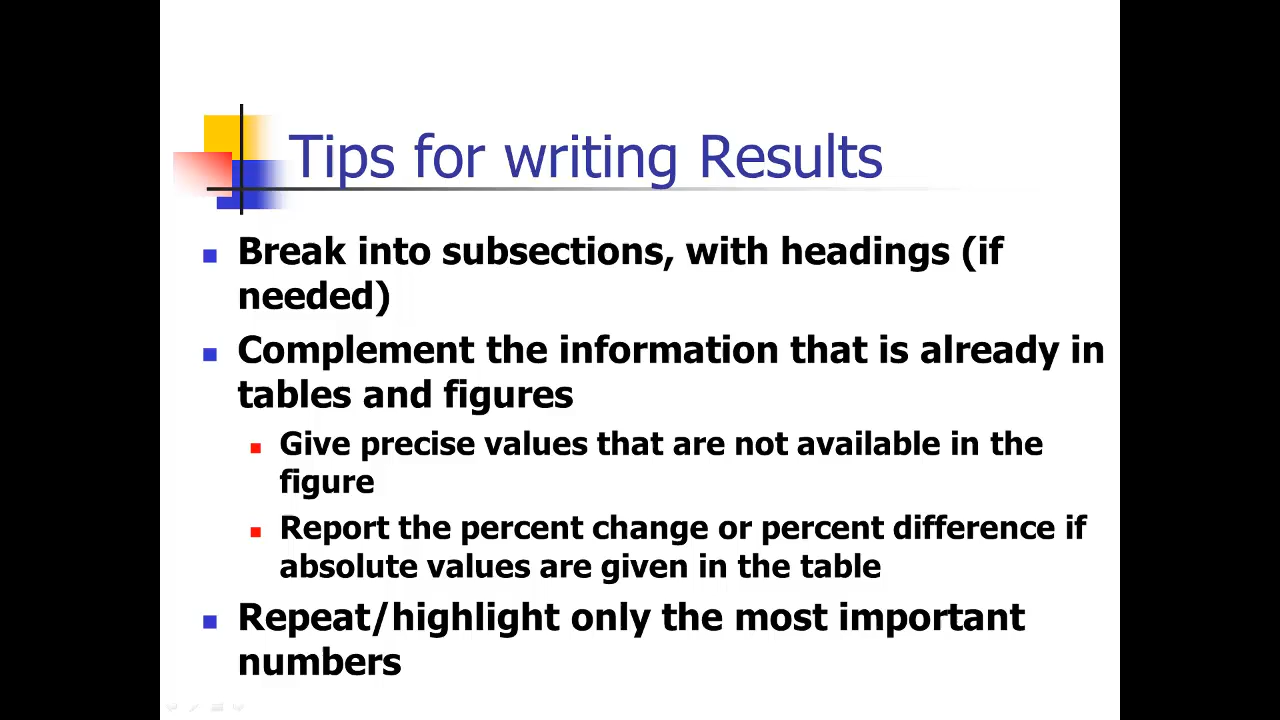 Tips for writing Results
Break into subsections, with headings (if
needed)
Complement the information that is already in
tables and figures
Give precise values that are not available in the
figure
Report the percent change or percent difference if
absolute values are given in the table
Repeat/highlight only the most important
numbers